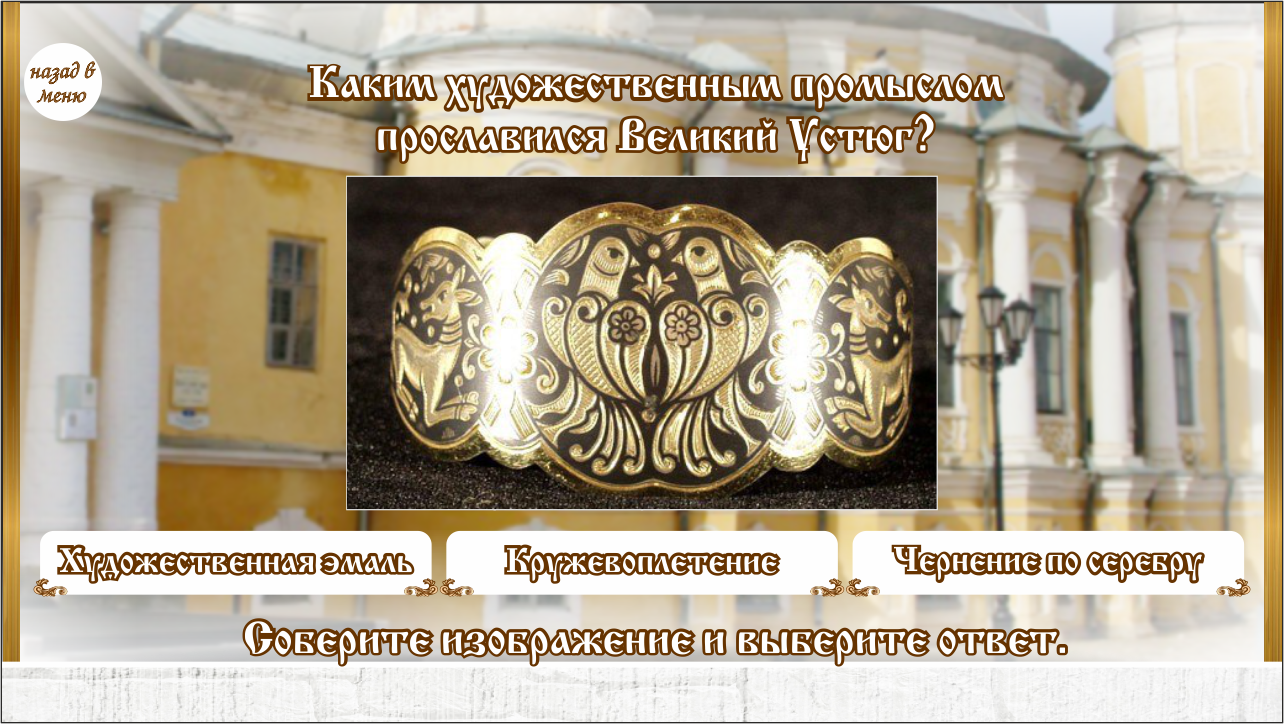 назад в
меню
Каким художественным промыслом
прославился Великий Устюг?
Художественная эмаль
Кружевоплетение
Чернение по серебру
Соберите изображение и выберите ответ.